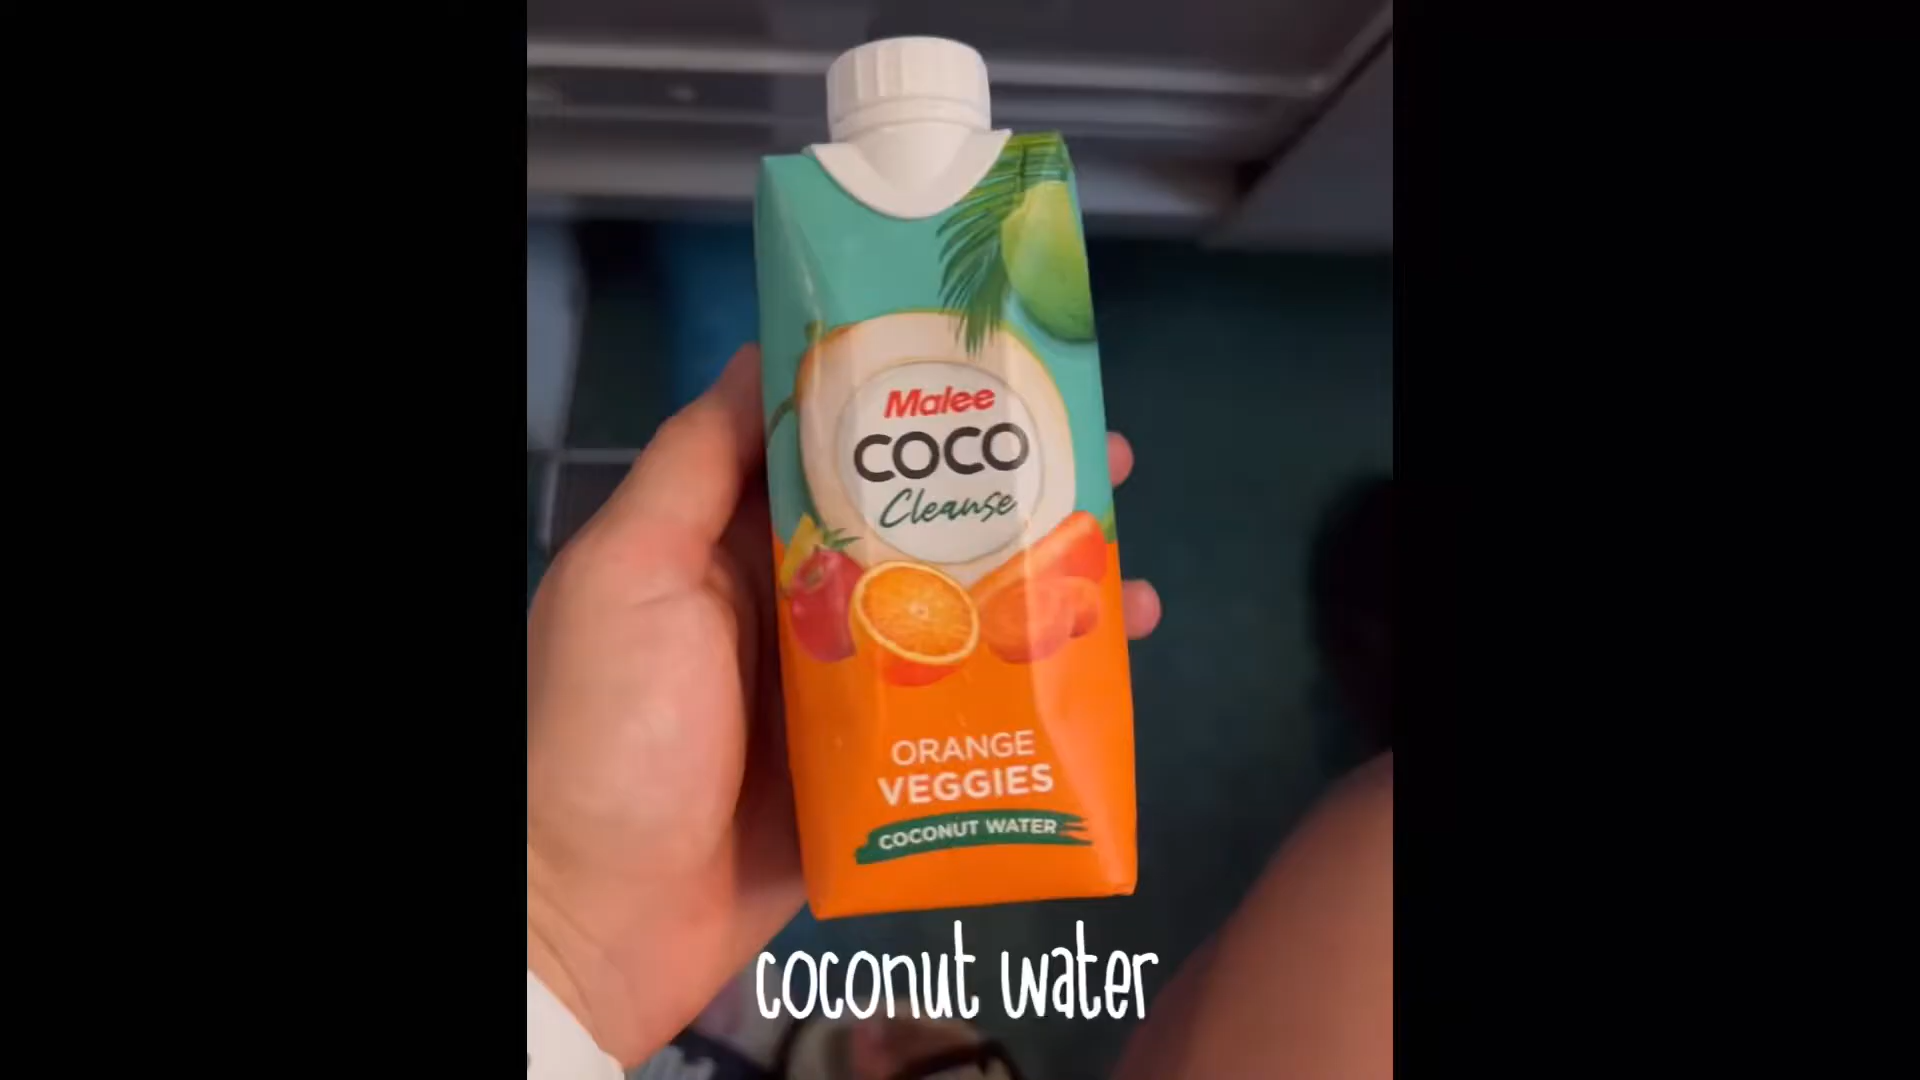 Malee
COCO
Cleanse
ORANGE
VEGGIES
COCONUT WATER
coconut water